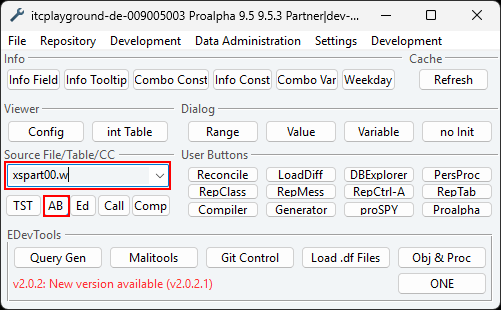 itcplayground-de-009005003 Proalpha 9.5 9.5.3 Partner|dev-...
File Repository Development Administration Analysis Customize-Development
Info Cache
Info Field Info Tooltip Combo Const Info Const Combo Var Weekday Refresh
Viewer Dialog
Config int Table Range Value Variable no Init
Source File/Table/CC User Buttons
xspart00.w Reconcile LoadDiff DBExplorer PersProc
RepClass RepMess RepCtrl-A RepTab
TST AB Ed Call Comp Compiler Generator proSPY Proalpha
EDevTools
Query Gen Malitools Git Control Load .df Files Obj & Proc
v2.0.2: New version available (v2.0.2.1) ONE